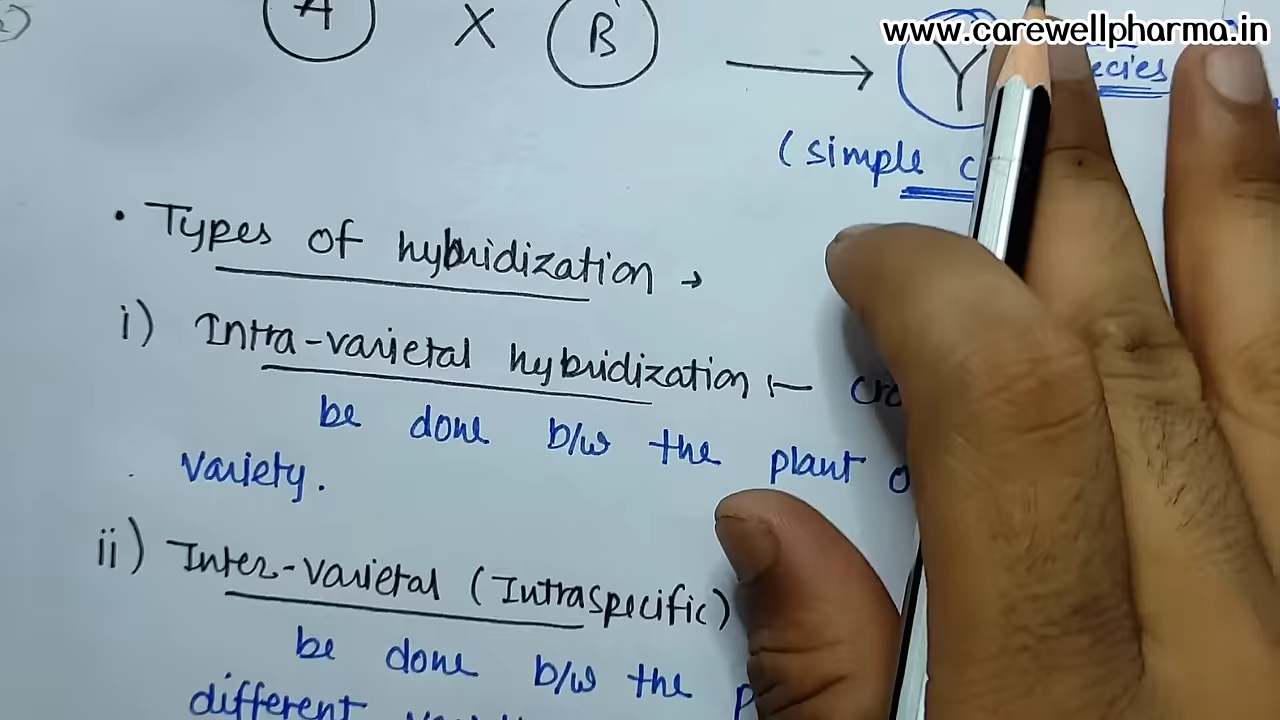 www.carewellpharma.in
A X B → Y ecies
(simple c
• Types of hybridization →
i) Intra-varietal hybridization :- cro
be done b/w the plant o
variety.
ii) Inter-varietal (Intraspecific)
be done b/w the p
different